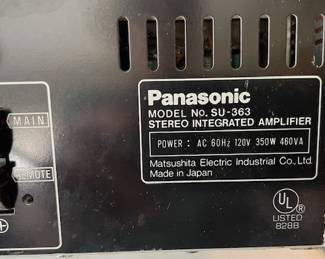 Panasonic
MODEL No. SU-363
STEREO INTEGRATED AMPLIFIER
POWER: AC 60Hz 120V 350W 460VA
Matsushita Electric Industrial Co., Ltd.
Made in Japan
MAIN
REMOTE
UL
LISTED
828B